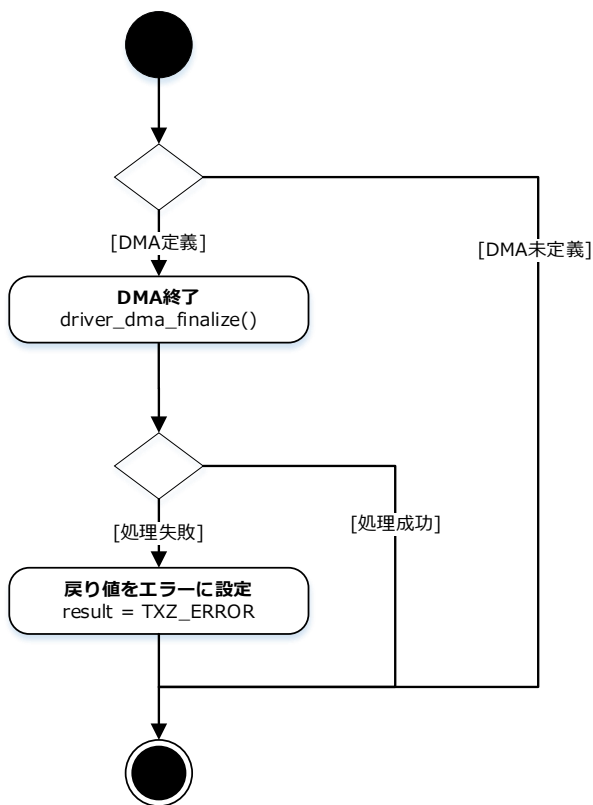 [DMA定義]
[DMA未定義]
DMA終了
driver_dma_finalize()
[処理失敗]
[処理成功]
戻り値をエラーに設定
result = TXZ_ERROR